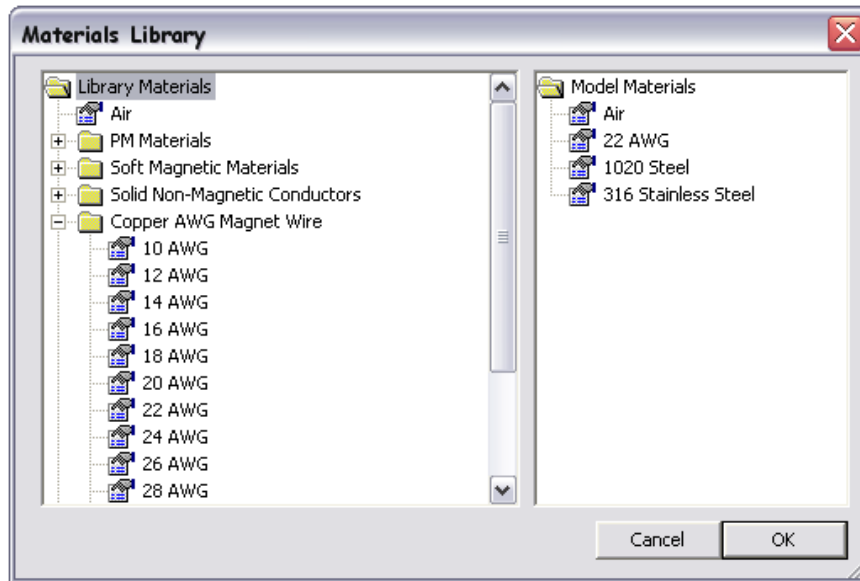 Materials Library
Library Materials
Air
PM Materials
Soft Magnetic Materials
Solid Non-Magnetic Conductors
Copper AWG Magnet Wire
10 AWG
12 AWG
14 AWG
16 AWG
18 AWG
20 AWG
22 AWG
24 AWG
26 AWG
28 AWG
Model Materials
Air
22 AWG
1020 Steel
316 Stainless Steel
Cancel
OK